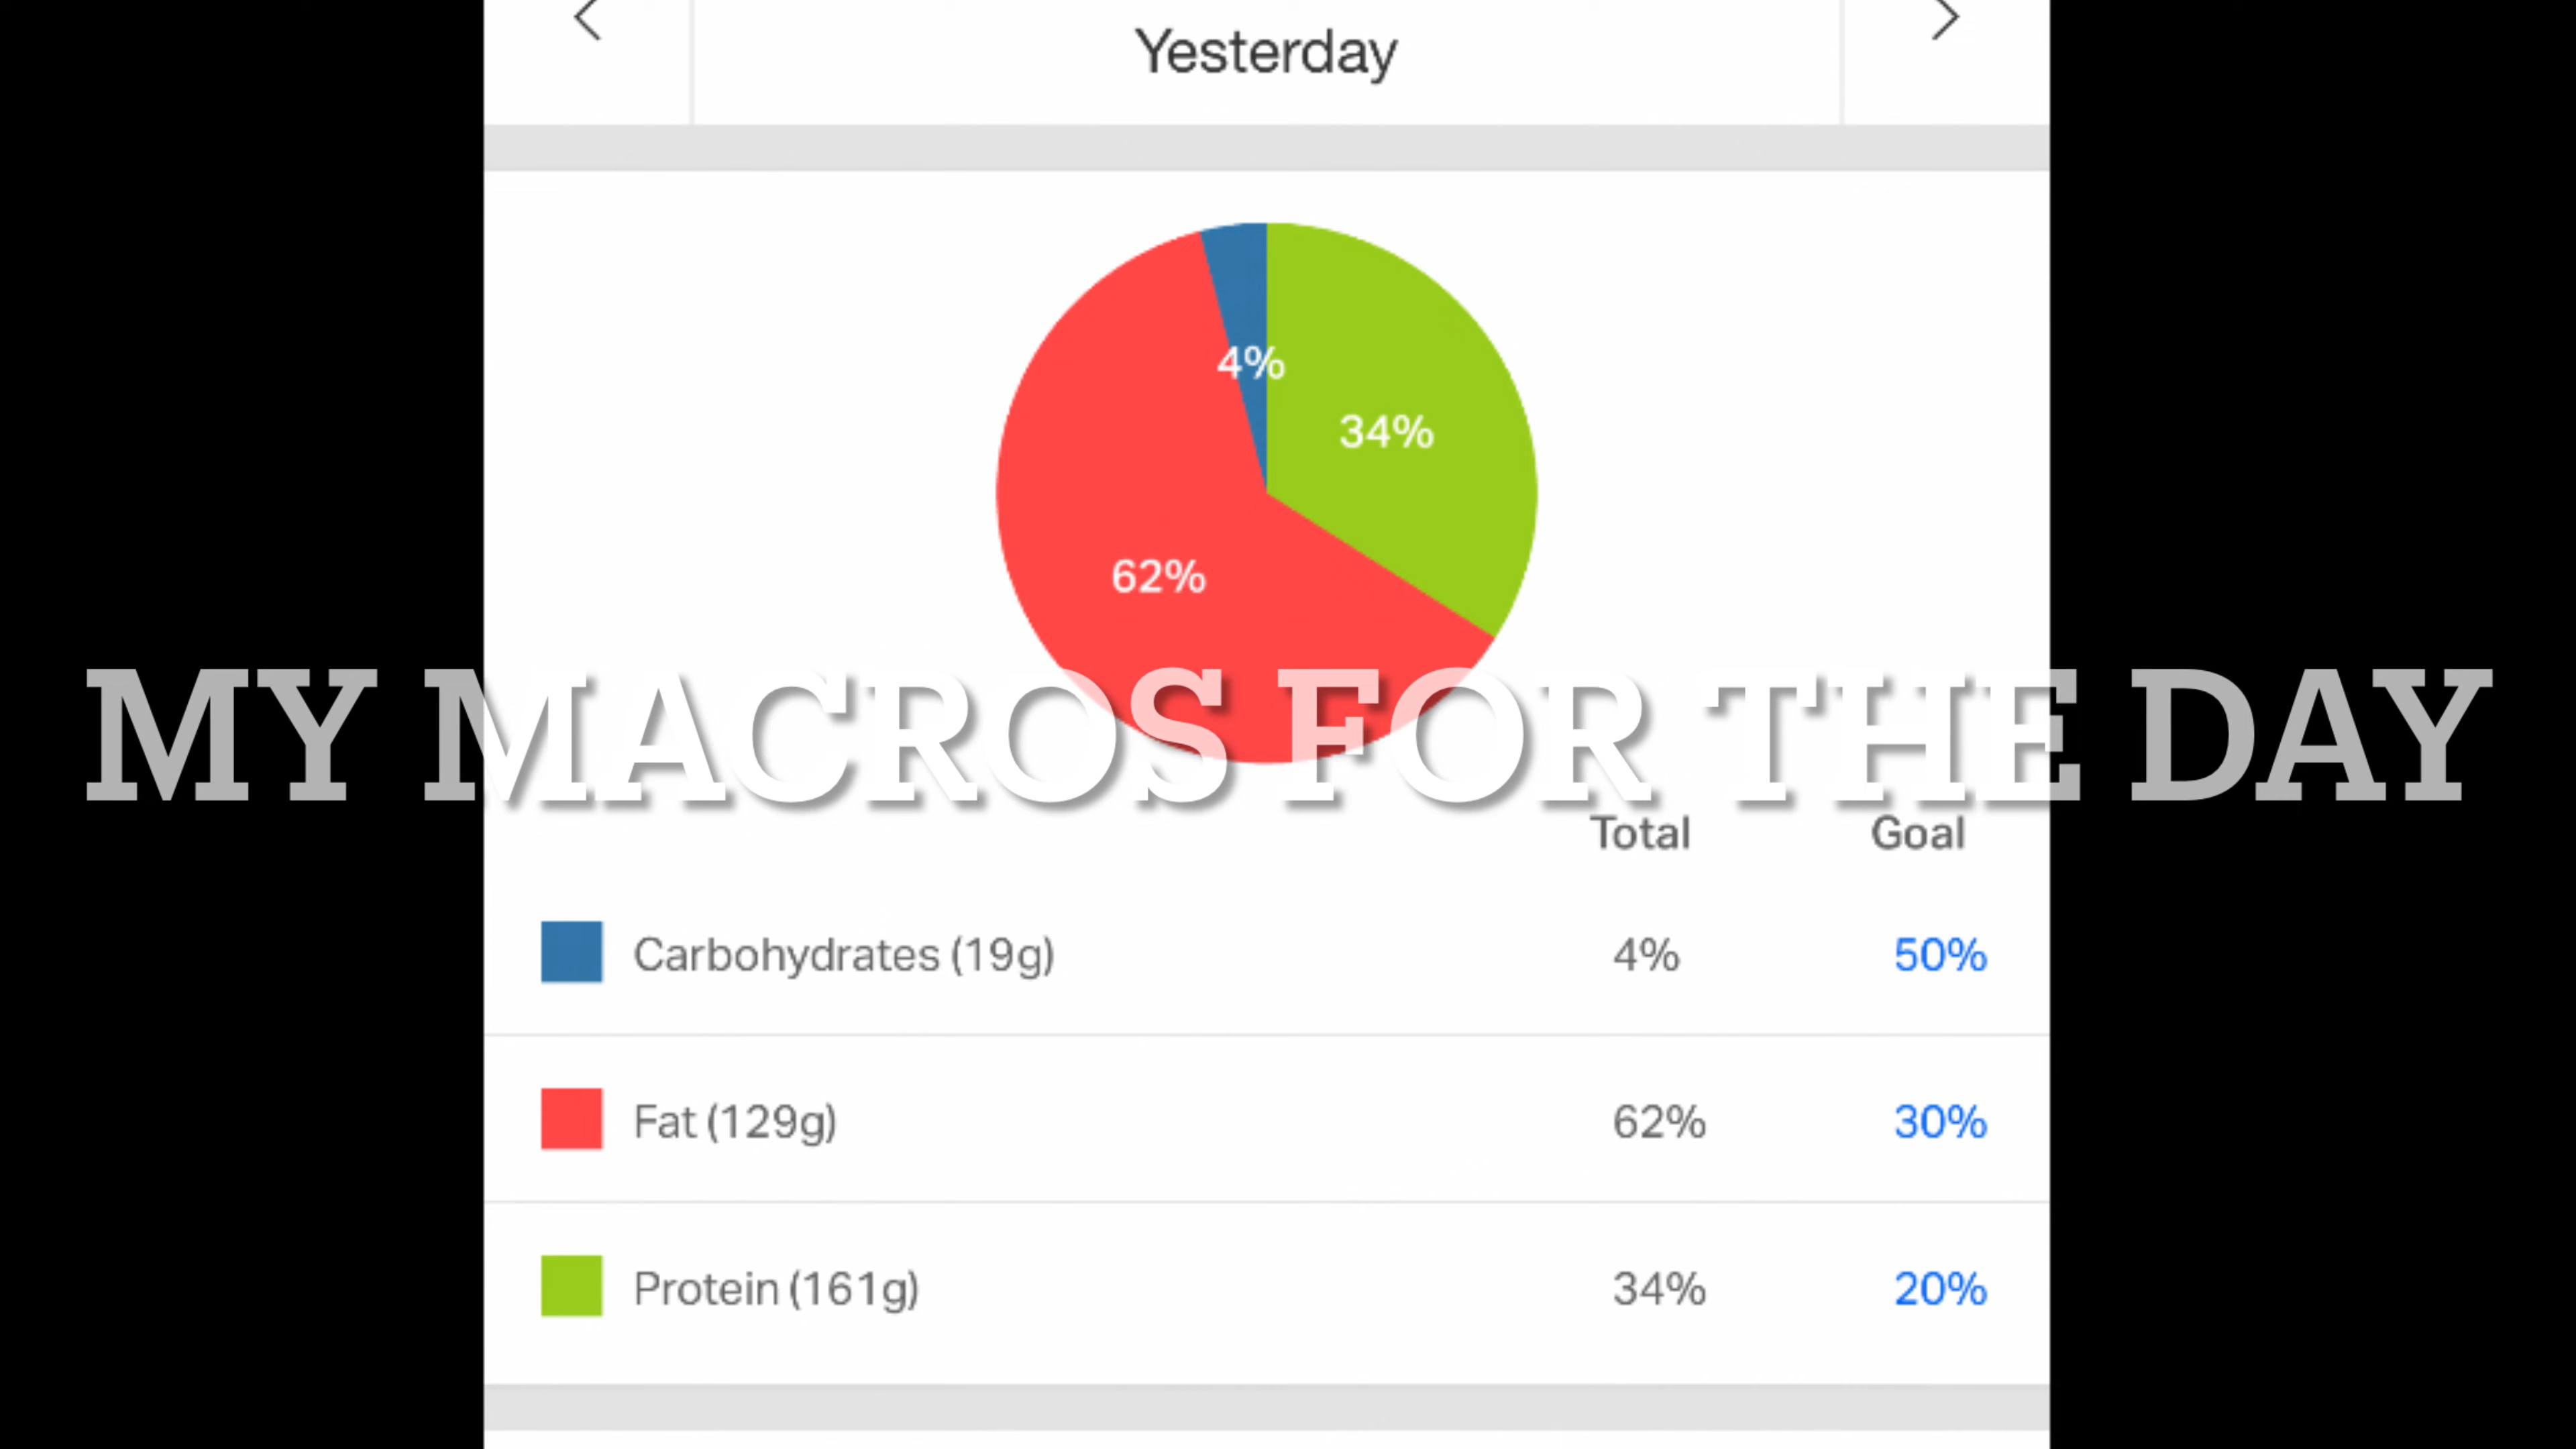 Yesterday
4%
34%
62%
MY MACROS FOR THE DAY
Total Goal
Carbohydrates (19g) 4% 50%
Fat (129g) 62% 30%
Protein (161g) 34% 20%